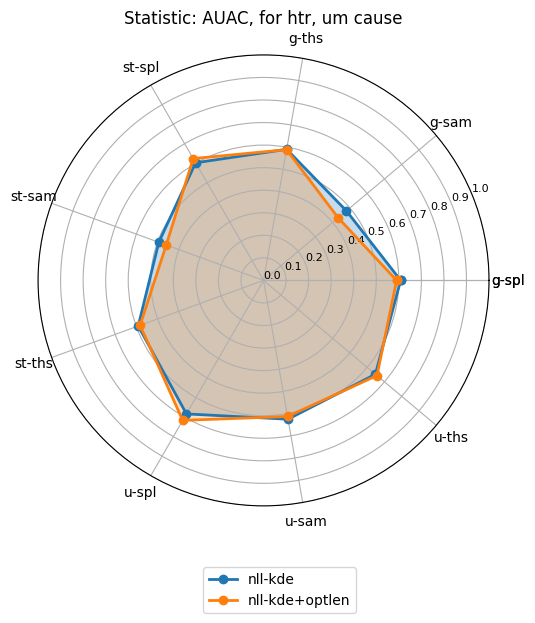 Statistic: AUAC, for htr, um cause
g-ths
st-spl
g-sam
st-sam
1.0
0.9
0.8
0.7
0.6
0.5
0.4
0.3
0.2
0.1
0.0
g-spl
st-ths
u-ths
u-spl
u-sam
nll-kde
nll-kde+optlen